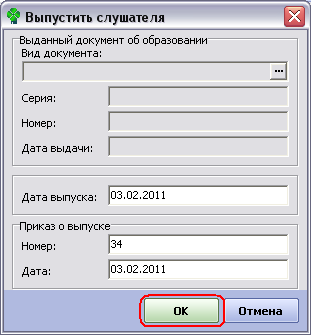 Выпустить слушателя
Выданный документ об образовании
Вид документа:
...
Серия:
Номер:
Дата выдачи:
Дата выпуска: 03.02.2011
Приказ о выпуске
Номер: 34
Дата: 03.02.2011
OK Отмена